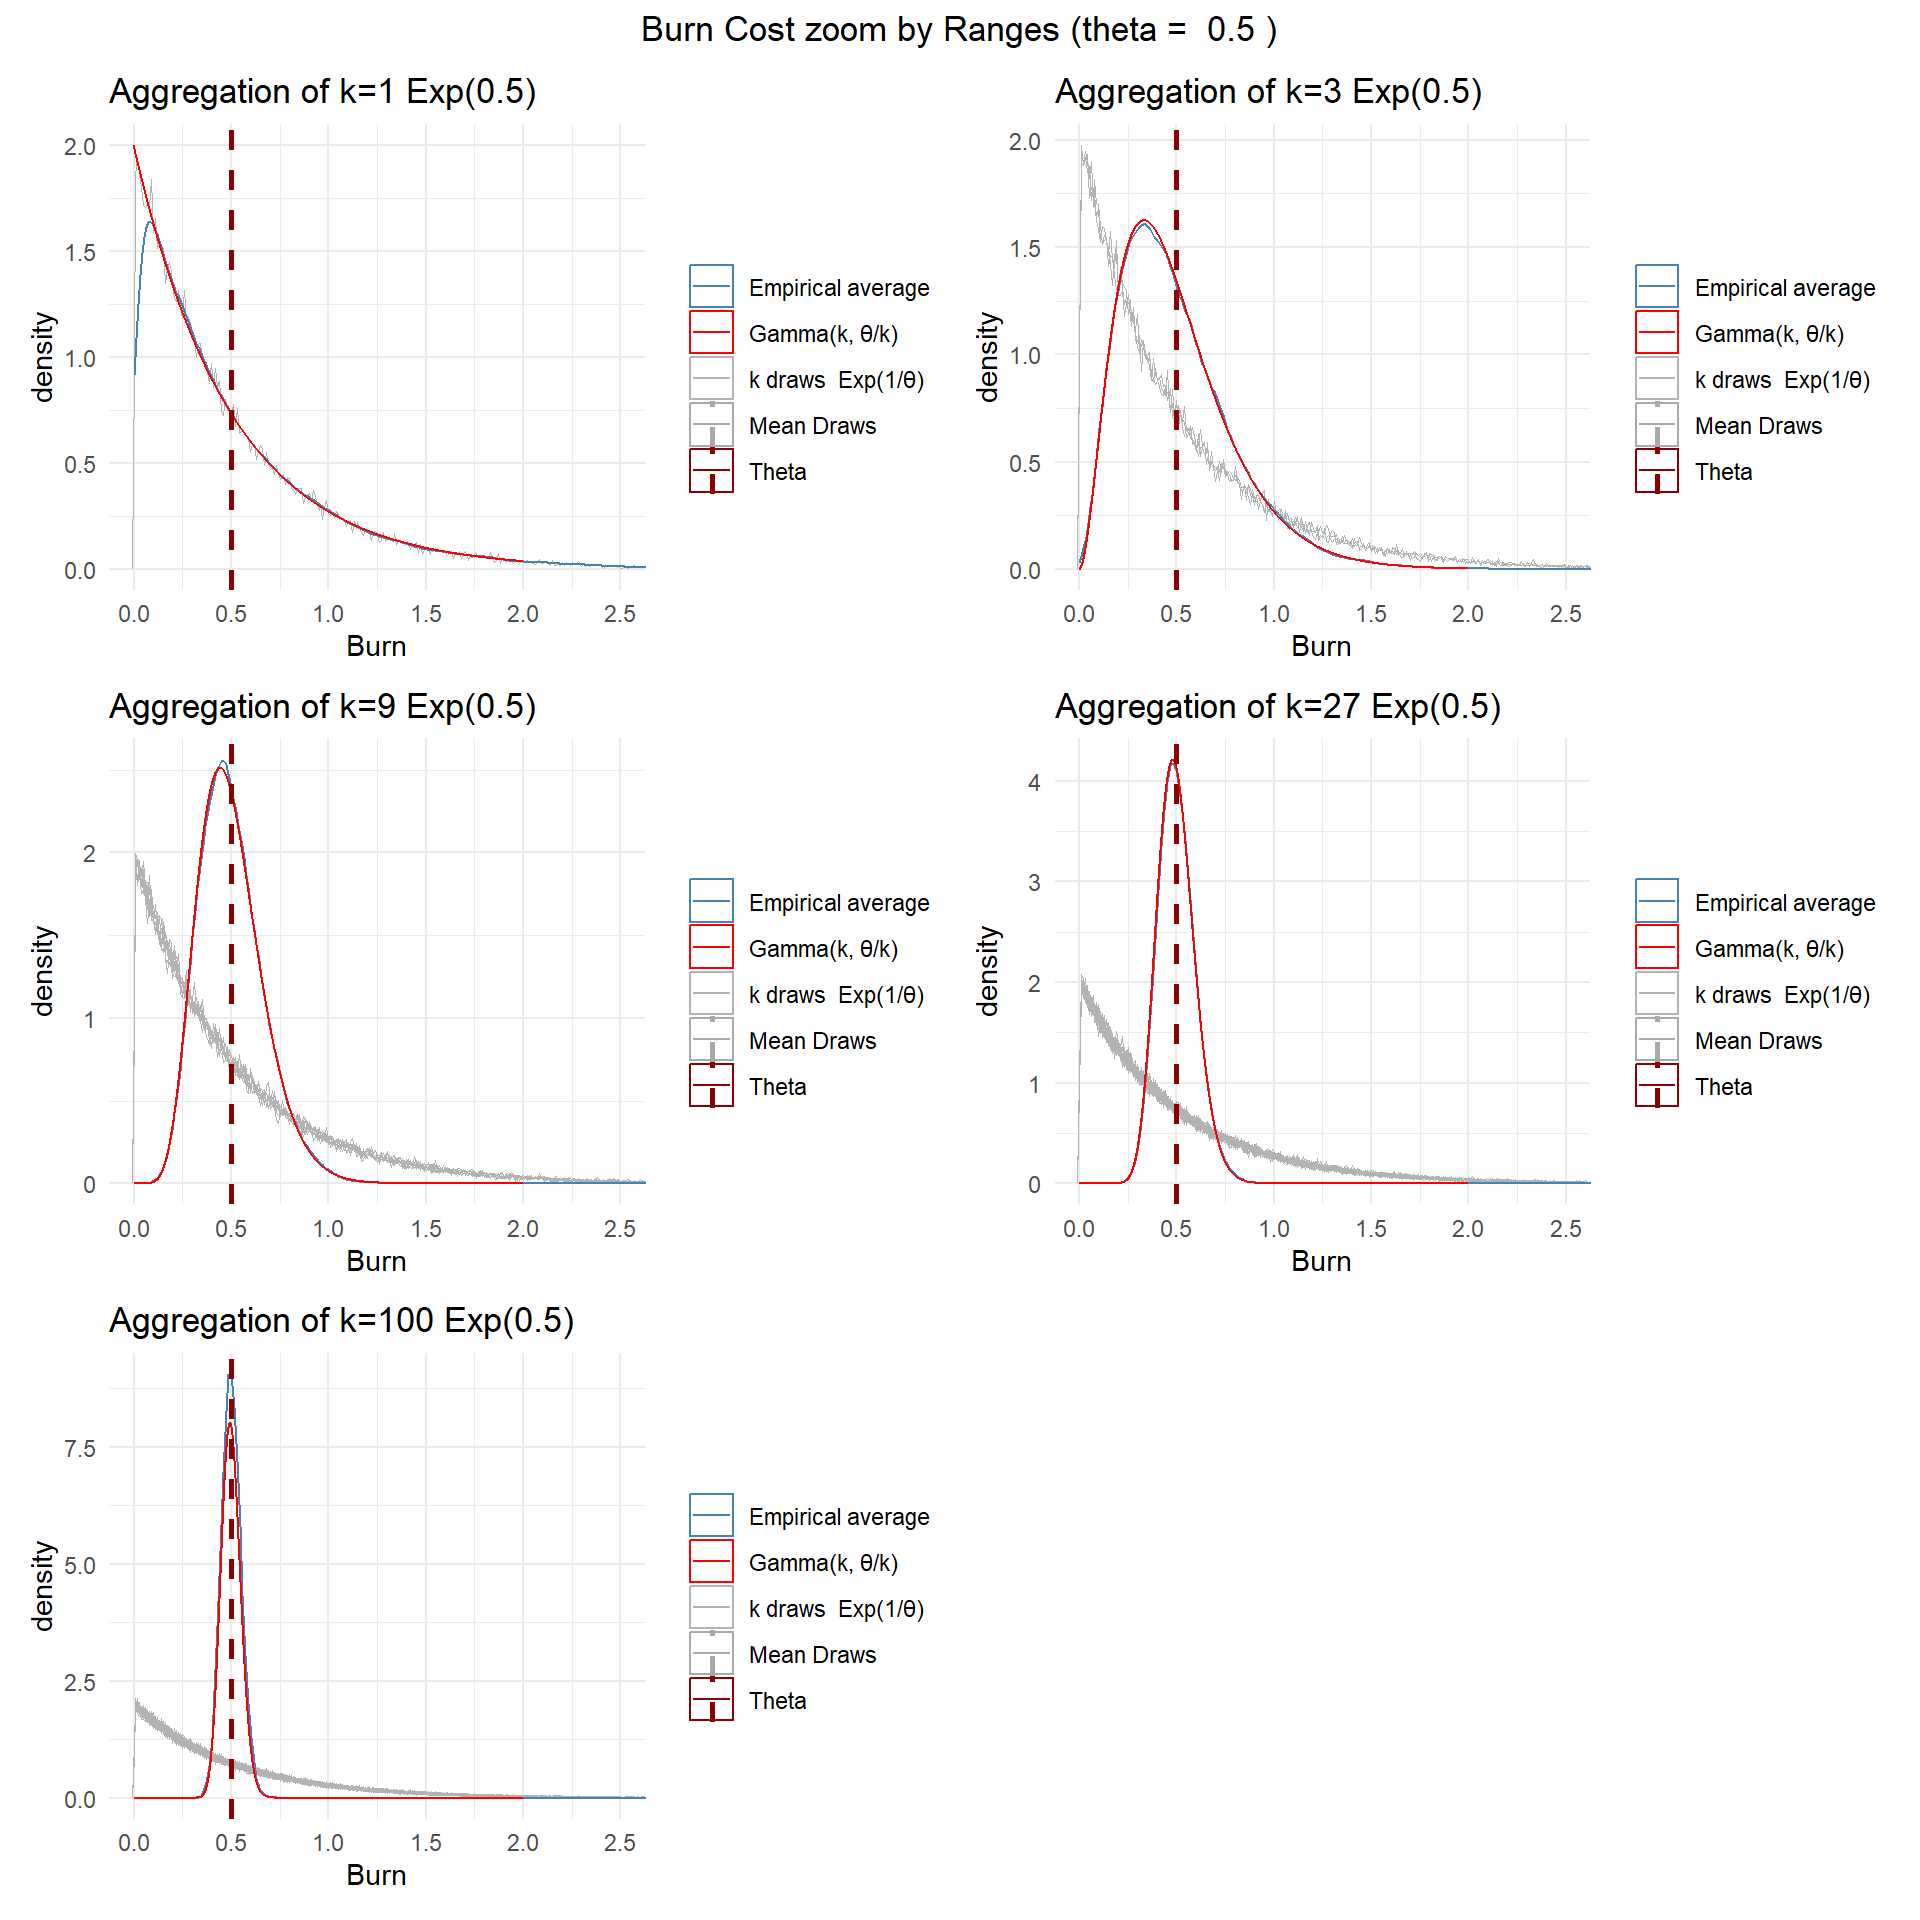 Burn Cost zoom by Ranges (theta =  0.5 )
Aggregation of k=1 Exp(0.5)
density
2.0
1.5
1.0
0.5
0.0
0.0 0.5 1.0 1.5 2.0 2.5
Burn
Empirical average
Gamma(k, θ/k)
k draws  Exp(1/θ)
Mean Draws
Theta
Aggregation of k=3 Exp(0.5)
density
2.0
1.5
1.0
0.5
0.0
0.0 0.5 1.0 1.5 2.0 2.5
Burn
Empirical average
Gamma(k, θ/k)
k draws  Exp(1/θ)
Mean Draws
Theta
Aggregation of k=9 Exp(0.5)
density
2
1
0
0.0 0.5 1.0 1.5 2.0 2.5
Burn
Empirical average
Gamma(k, θ/k)
k draws  Exp(1/θ)
Mean Draws
Theta
Aggregation of k=27 Exp(0.5)
density
4
3
2
1
0
0.0 0.5 1.0 1.5 2.0 2.5
Burn
Empirical average
Gamma(k, θ/k)
k draws  Exp(1/θ)
Mean Draws
Theta
Aggregation of k=100 Exp(0.5)
density
7.5
5.0
2.5
0.0
0.0 0.5 1.0 1.5 2.0 2.5
Burn
Empirical average
Gamma(k, θ/k)
k draws  Exp(1/θ)
Mean Draws
Theta